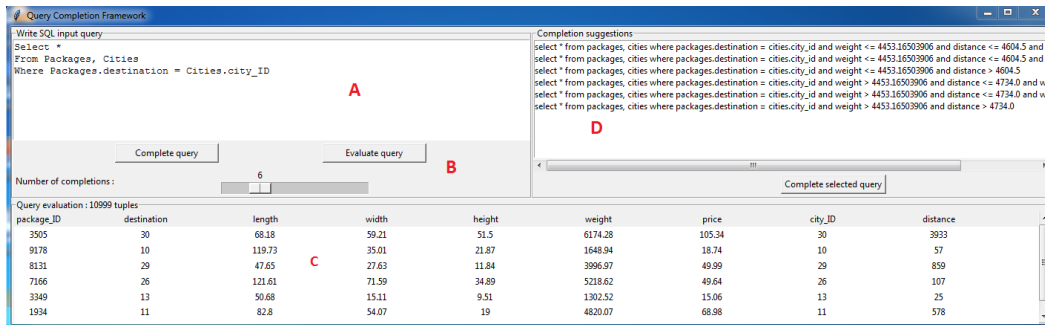 Query Completion Framework
Write SQL input query
Select *
From Packages, Cities
Where Packages.destination = Cities.city_ID
A
Complete query
Evaluate query
B
Number of completions :
6
Completion suggestions
select * from packages, cities where packages.destination = cities.city_id and weight <= 4453.16503906 and distance <= 4604.5 and
select * from packages, cities where packages.destination = cities.city_id and weight <= 4453.16503906 and distance <= 4604.5 and
select * from packages, cities where packages.destination = cities.city_id and weight <= 4453.16503906 and distance > 4604.5
select * from packages, cities where packages.destination = cities.city_id and weight > 4453.16503906 and distance <= 4734.0 and w
select * from packages, cities where packages.destination = cities.city_id and weight > 4453.16503906 and distance <= 4734.0 and w
select * from packages, cities where packages.destination = cities.city_id and weight > 4453.16503906 and distance > 4734.0
D
Complete selected query
Query evaluation : 10999 tuples
package_ID destination length width height weight price city_ID distance
3505 30 68.18 59.21 51.5 6174.28 105.34 30 3933
9178 10 119.73 35.01 21.87 1648.94 18.74 10 57
8131 29 47.65 27.63 11.84 3996.97 49.99 29 859
C
7166 26 121.61 71.59 34.89 5218.62 49.64 26 107
3349 13 50.68 15.11 9.51 1302.52 15.06 13 25
1934 11 82.8 54.07 19 4820.07 68.98 11 578